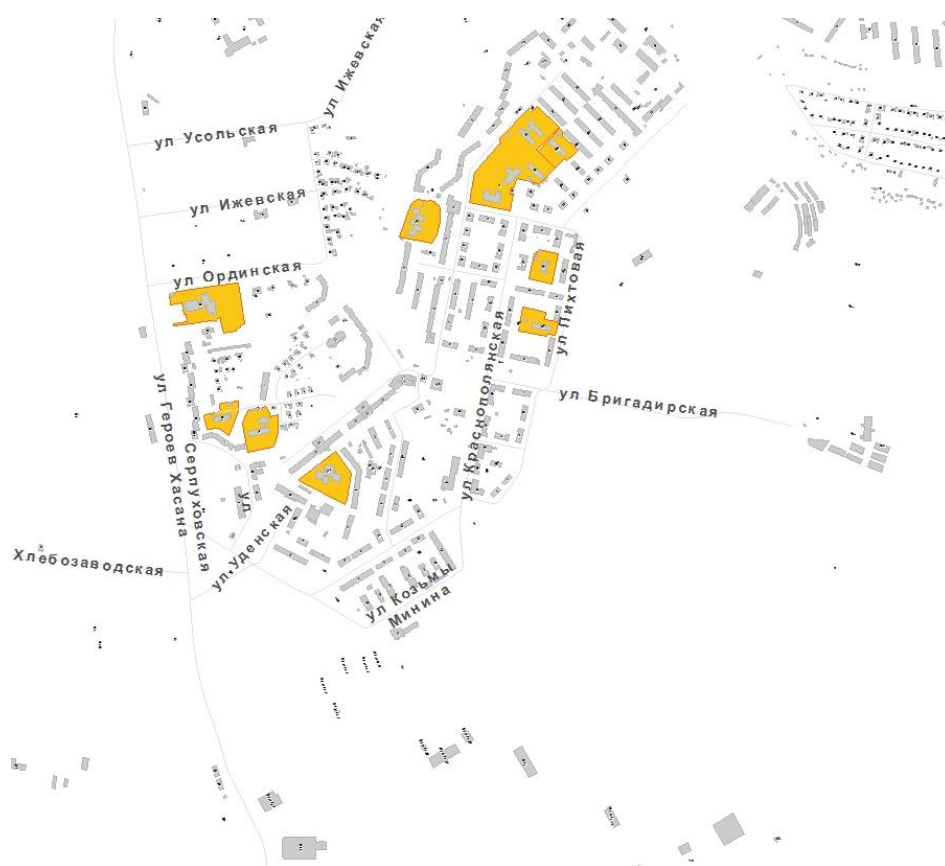 ул Ижевская
ул Усольская
ул Ижевская
ул Ординская
ул Пихтовая
ул Краснополянская
ул Бригадирская
ул Героев Хасана
Серпуховская
ул
ул Уденская
Хлебозаводская
ул Козьмы
Минина